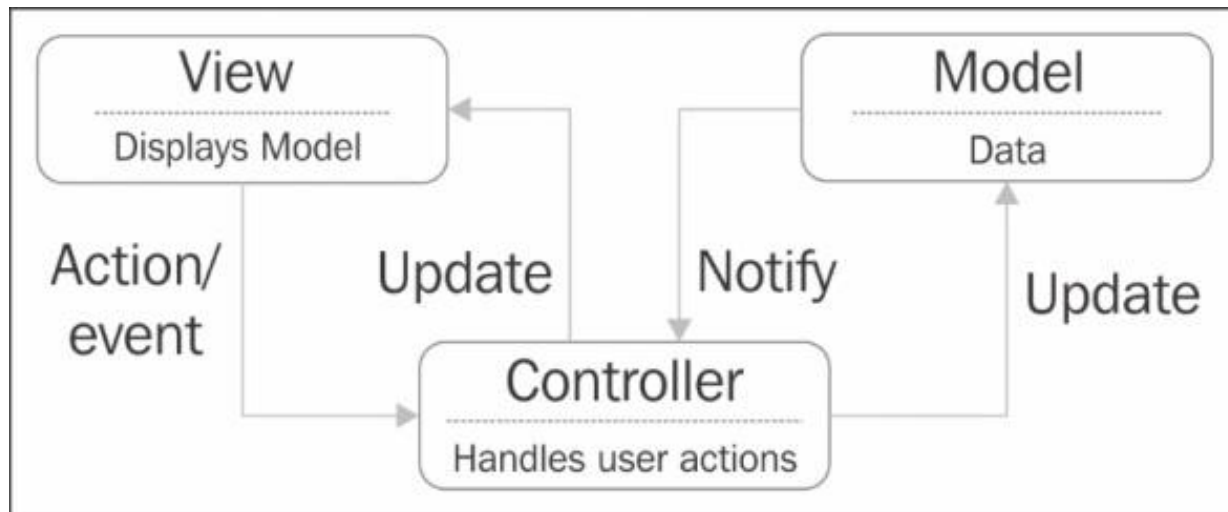 View
Displays Model
Model
Data
Action/
event
Update
Notify
Update
Controller
Handles user actions